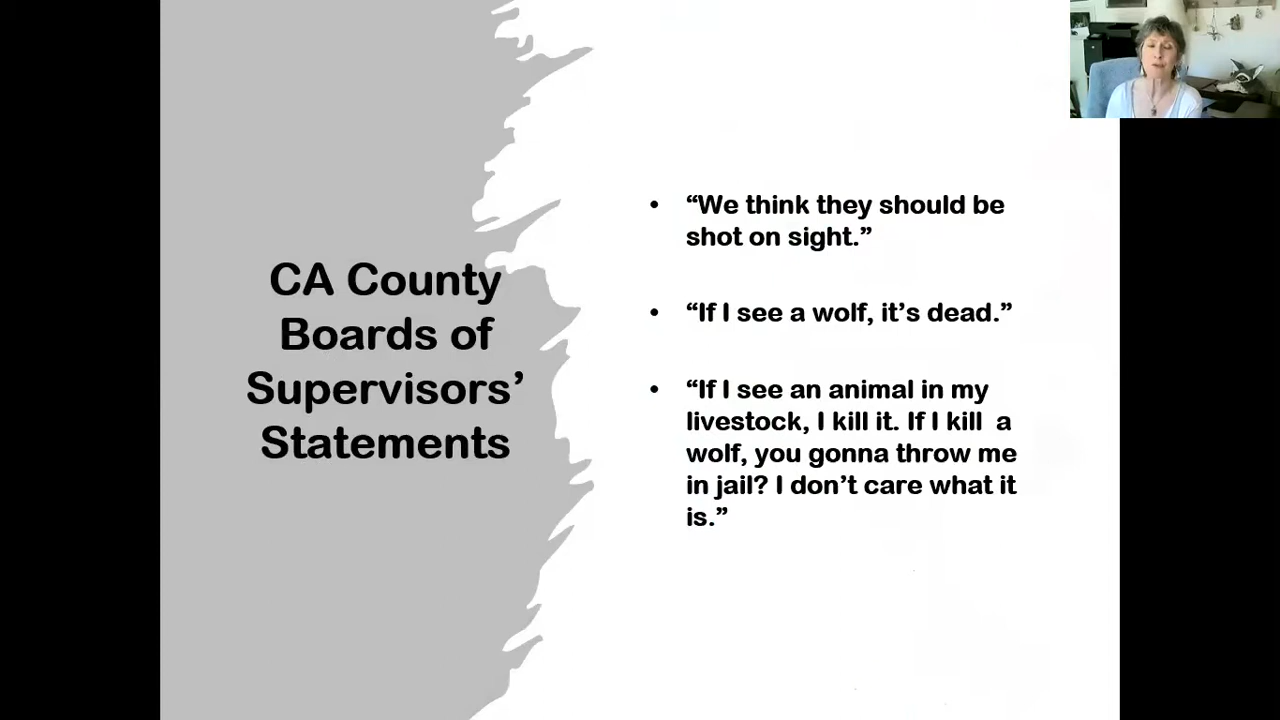 CA County
Boards of
Supervisors’
Statements
• “We think they should be
shot on sight.”
• “If I see a wolf, it’s dead.”
• “If I see an animal in my
livestock, I kill it. If I kill  a
wolf, you gonna throw me
in jail? I don’t care what it
is.”